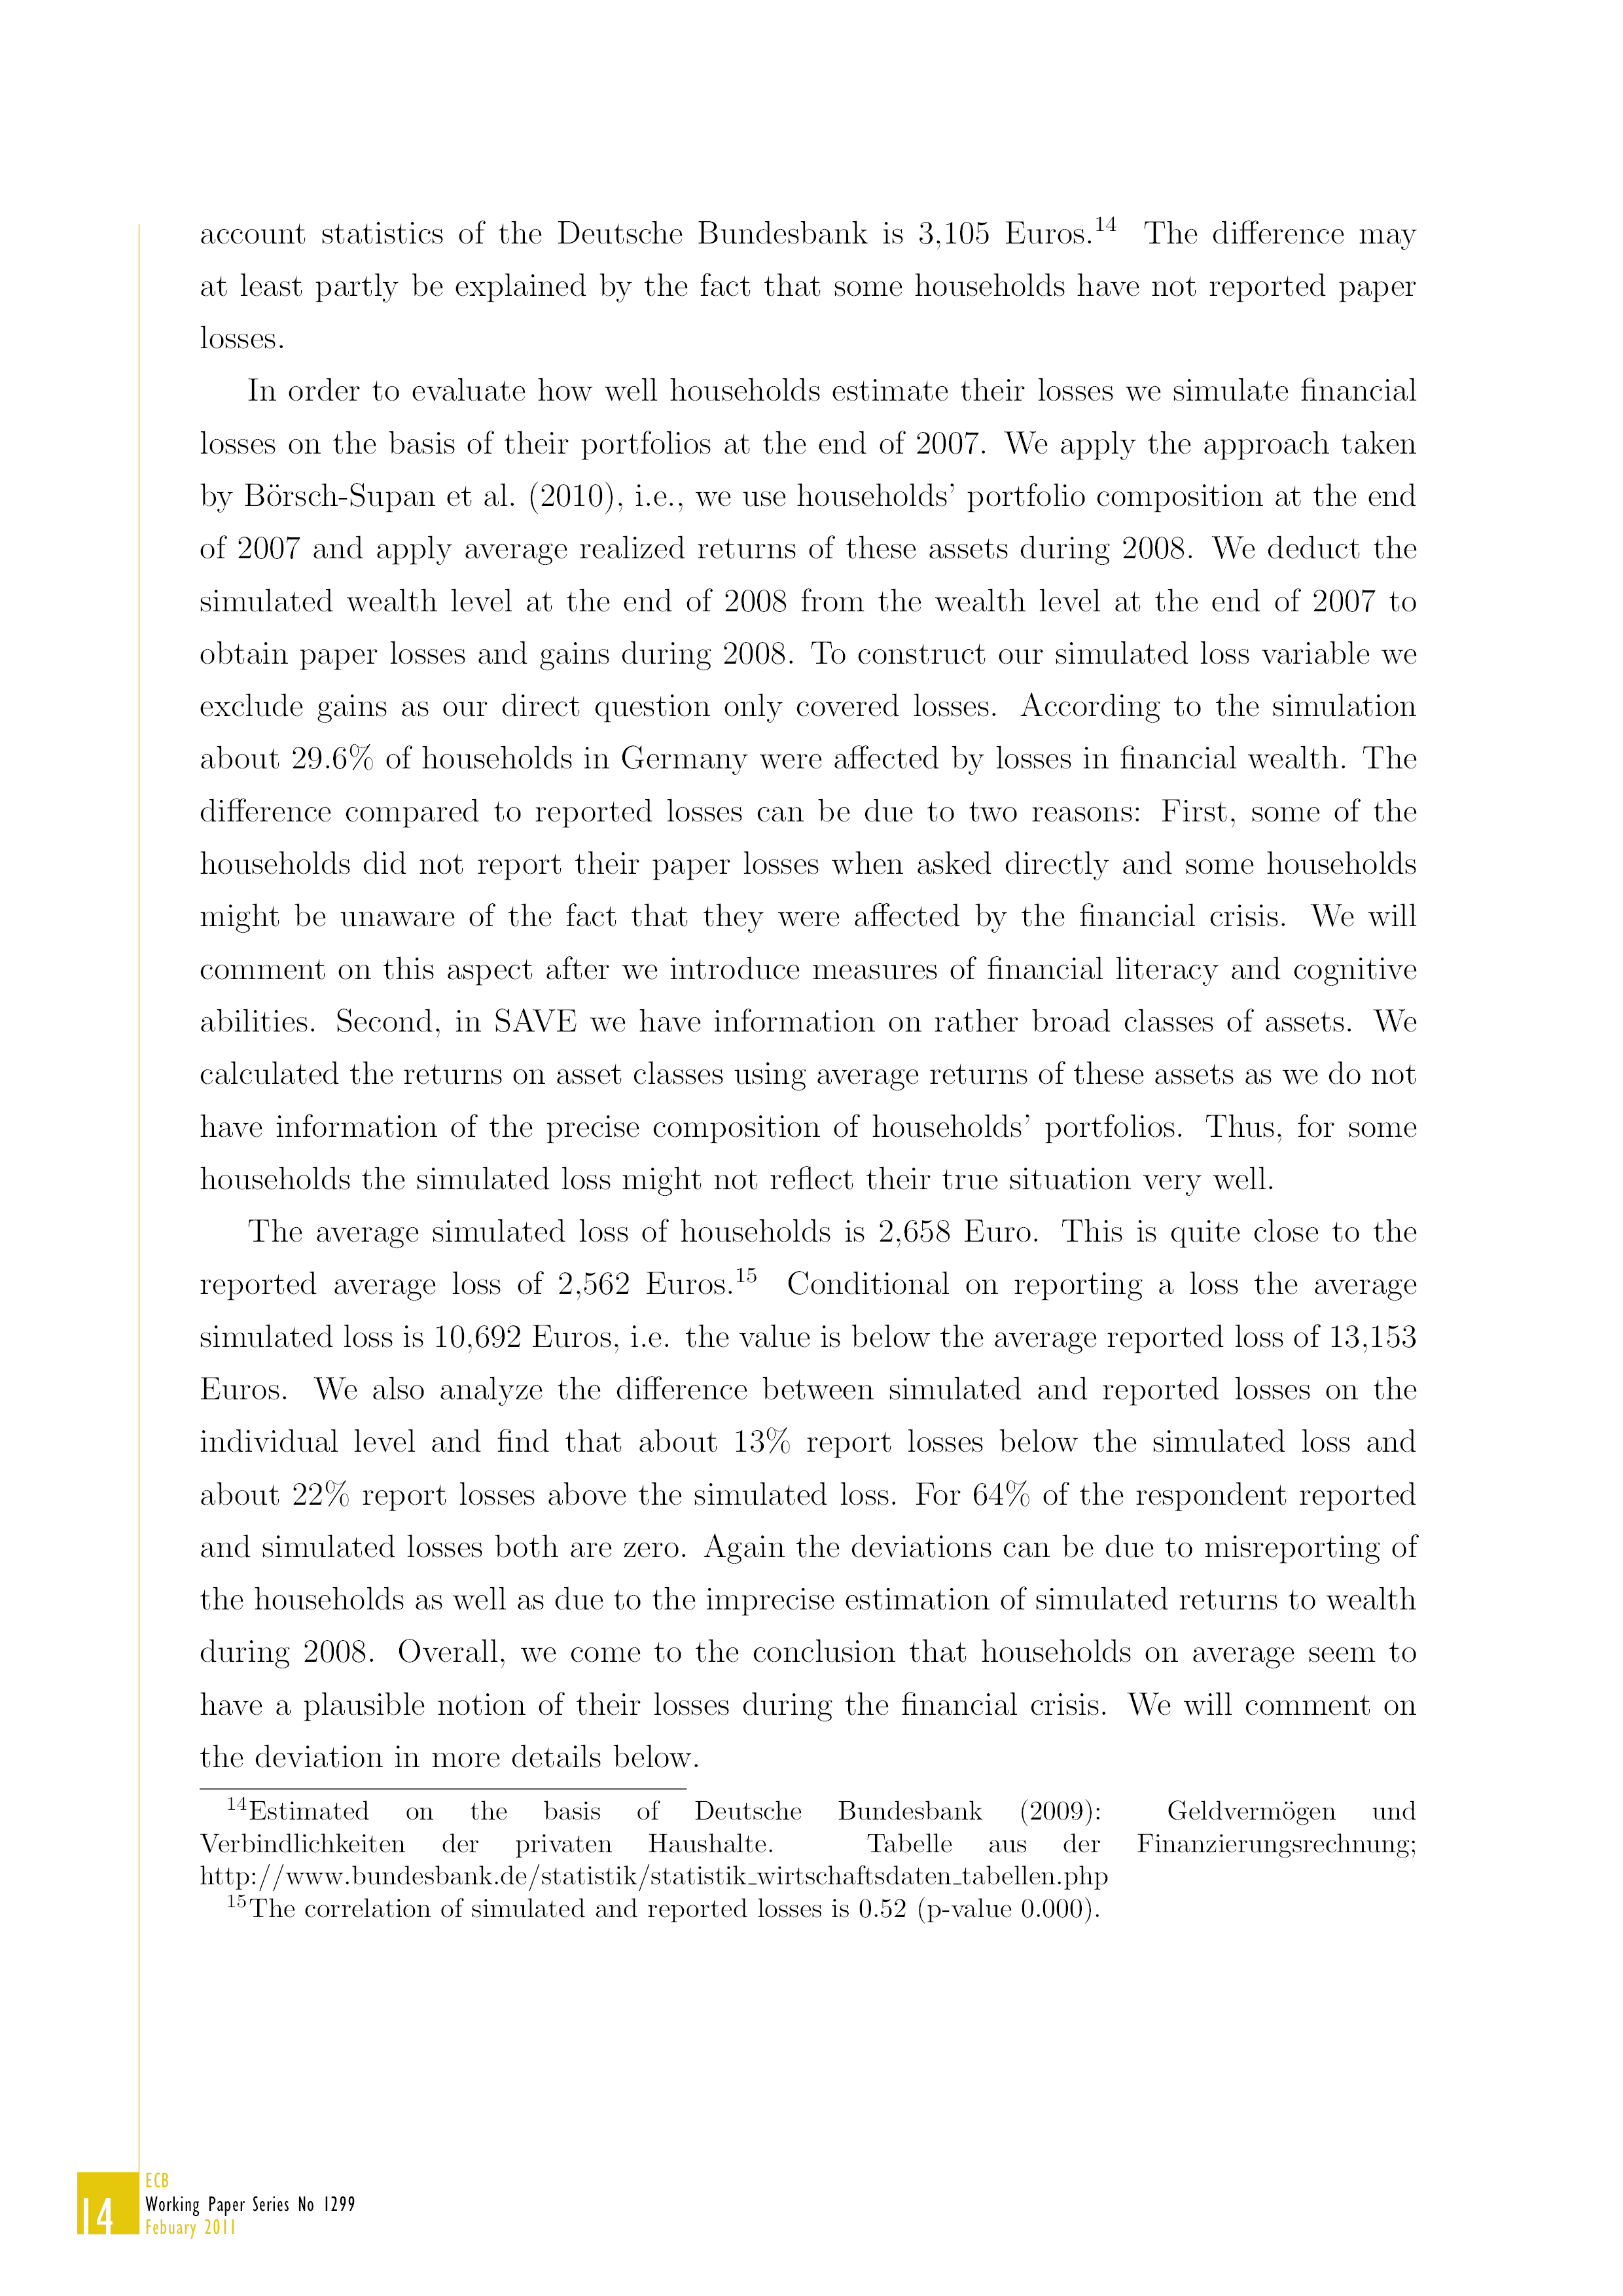 account statistics of the Deutsche Bundesbank is 3,105 Euros.14 The difference may
at least partly be explained by the fact that some households have not reported paper
losses.
In order to evaluate how well households estimate their losses we simulate financial
losses on the basis of their portfolios at the end of 2007. We apply the approach taken
by Börsch-Supan et al. (2010), i.e., we use households' portfolio composition at the end
of 2007 and apply average realized returns of these assets during 2008. We deduct the
simulated wealth level at the end of 2008 from the wealth level at the end of 2007 to
obtain paper losses and gains during 2008. To construct our simulated loss variable we
exclude gains as our direct question only covered losses. According to the simulation
about 29.6% of households in Germany were affected by losses in financial wealth. The
difference compared to reported losses can be due to two reasons: First, some of the
households did not report their paper losses when asked directly and some households
might be unaware of the fact that they were affected by the financial crisis. We will
comment on this aspect after we introduce measures of financial literacy and cognitive
abilities. Second, in SAVE we have information on rather broad classes of assets. We
calculated the returns on asset classes using average returns of these assets as we do not
have information of the precise composition of households' portfolios. Thus, for some
households the simulated loss might not reflect their true situation very well.
The average simulated loss of households is 2,658 Euro. This is quite close to the
reported average loss of 2,562 Euros.15 Conditional on reporting a loss the average
simulated loss is 10,692 Euros, i.e. the value is below the average reported loss of 13,153
Euros. We also analyze the difference between simulated and reported losses on the
individual level and find that about 13% report losses below the simulated loss and
about 22% report losses above the simulated loss. For 64% of the respondent reported
and simulated losses both are zero. Again the deviations can be due to misreporting of
the households as well as due to the imprecise estimation of simulated returns to wealth
during 2008. Overall, we come to the conclusion that households on average seem to
have a plausible notion of their losses during the financial crisis. We will comment on
the deviation in more details below.
14Estimated on the basis of Deutsche Bundesbank (2009): Geldvermögen und
Verbindlichkeiten der privaten Haushalte. Tabelle aus der Finanzierungsrechnung;
http://www.bundesbank.de/statistik/statistik_wirtschaftsdaten_tabellen.php
15The correlation of simulated and reported losses is 0.52 (p-value 0.000).
14
ECB
Working Paper Series No 1299
Febuary 2011